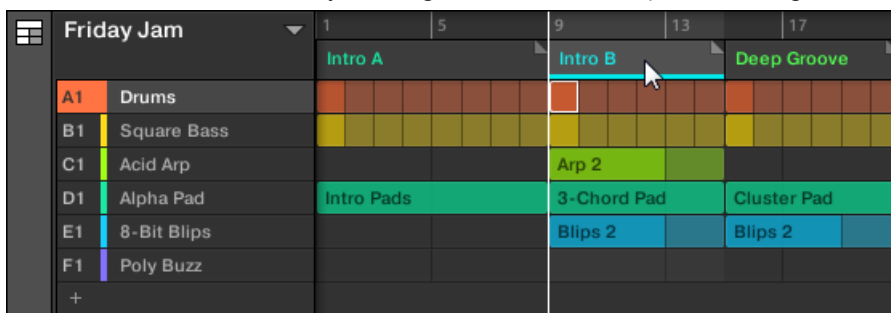 Friday Jam
1 5 9 13 17
Intro A Intro B Deep Groove
A1 Drums
B1 Square Bass
C1 Acid Arp Arp 2
D1 Alpha Pad Intro Pads 3-Chord Pad Cluster Pad
E1 8-Bit Blips Blips 2 Blips 2
F1 Poly Buzz
+